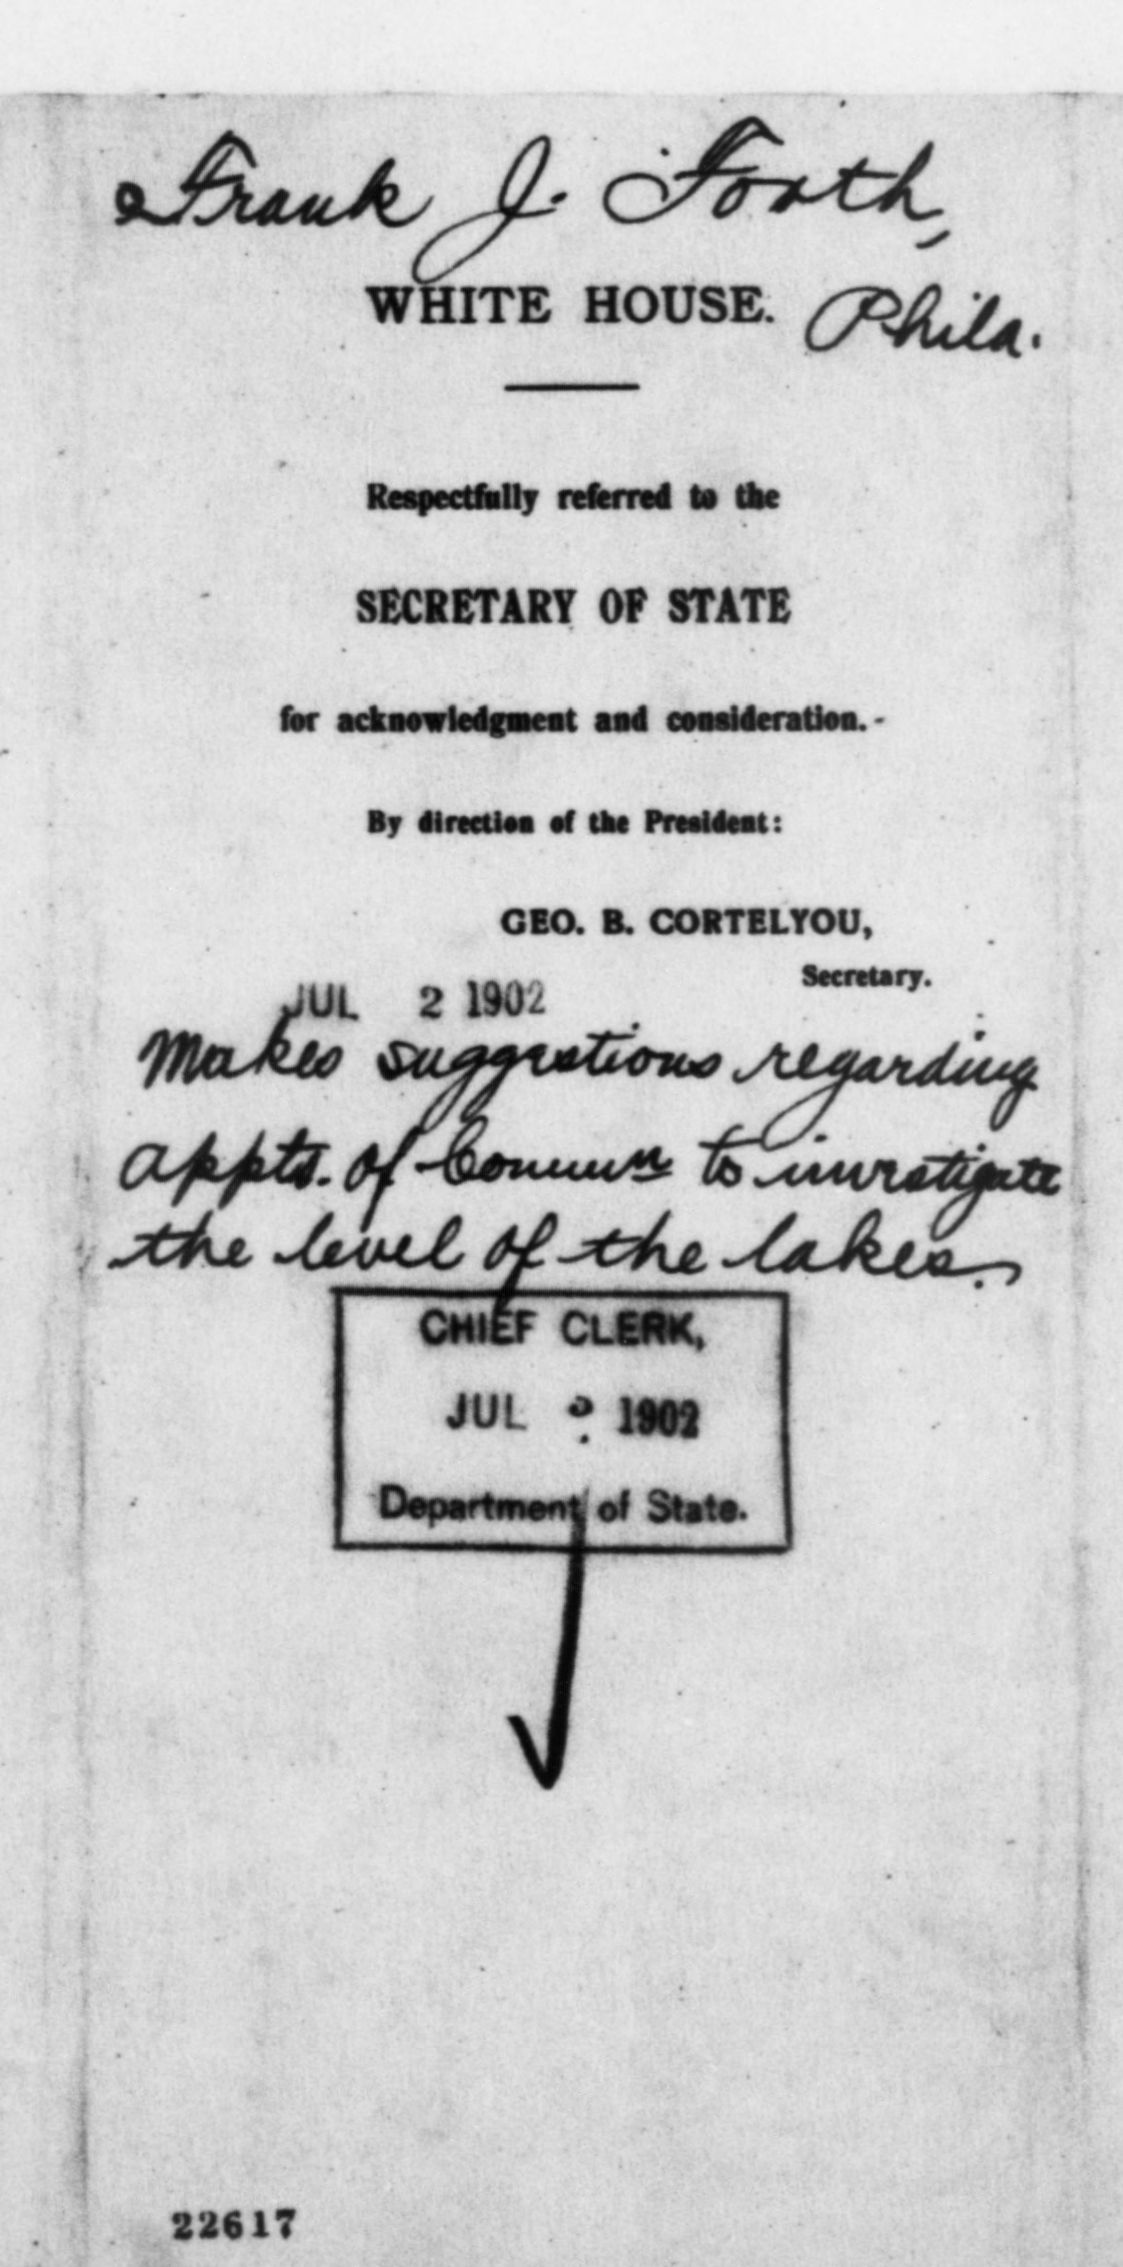 Frank J. Footh,
WHITE HOUSE.
Phila.
Respectfully referred to the
SECRETARY OF STATE
for acknowledgment and consideration. -
By direction of the President:
GEO. B. CORTELYOU,
Secretary.
JUL 2 1902
Makes suggestions regarding
appts. of Commn to investigate
the level of the lakes.
CHIEF CLERK,
JUL 1902
Department of State.
22617